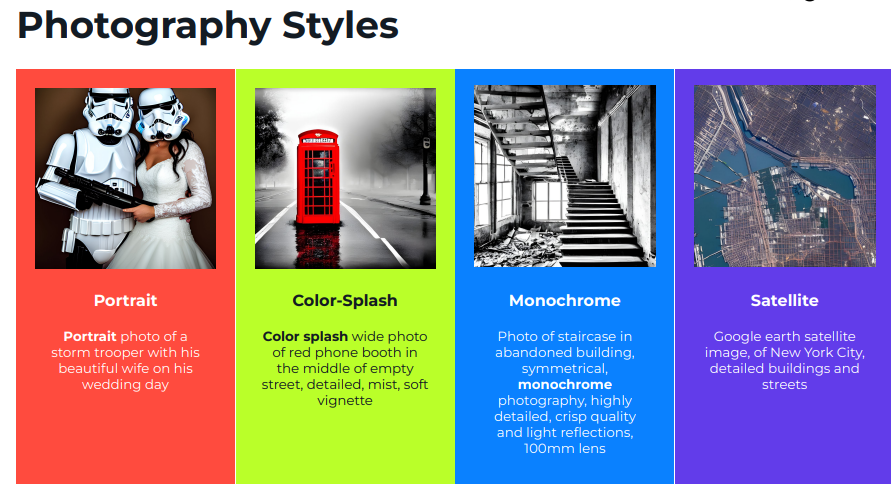 Photography Styles
Portrait
Portrait photo of a
storm trooper with his
beautiful wife on his
wedding day
Color-Splash
Color splash wide photo
of red phone booth in
the middle of empty
street, detailed, mist, soft
vignette
Monochrome
Photo of staircase in
abandoned building,
symmetrical,
monochrome
photography, highly
detailed, crisp quality
and light reflections,
100mm lens
Satellite
Google earth satellite
image, of New York City,
detailed buildings and
streets